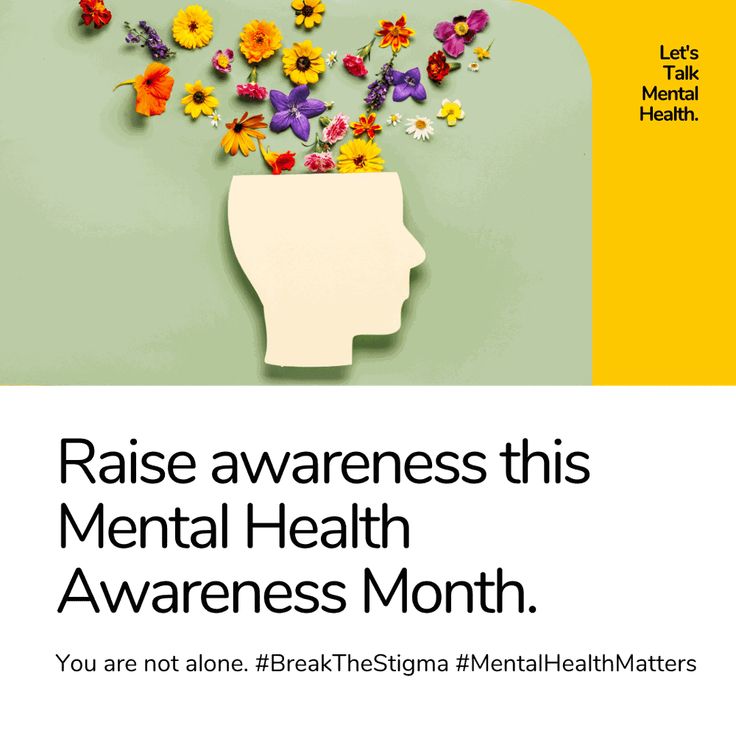 Let's
Talk
Mental
Health.
Raise awareness this
Mental Health
Awareness Month.
You are not alone. #BreakTheStigma #MentalHealthMatters